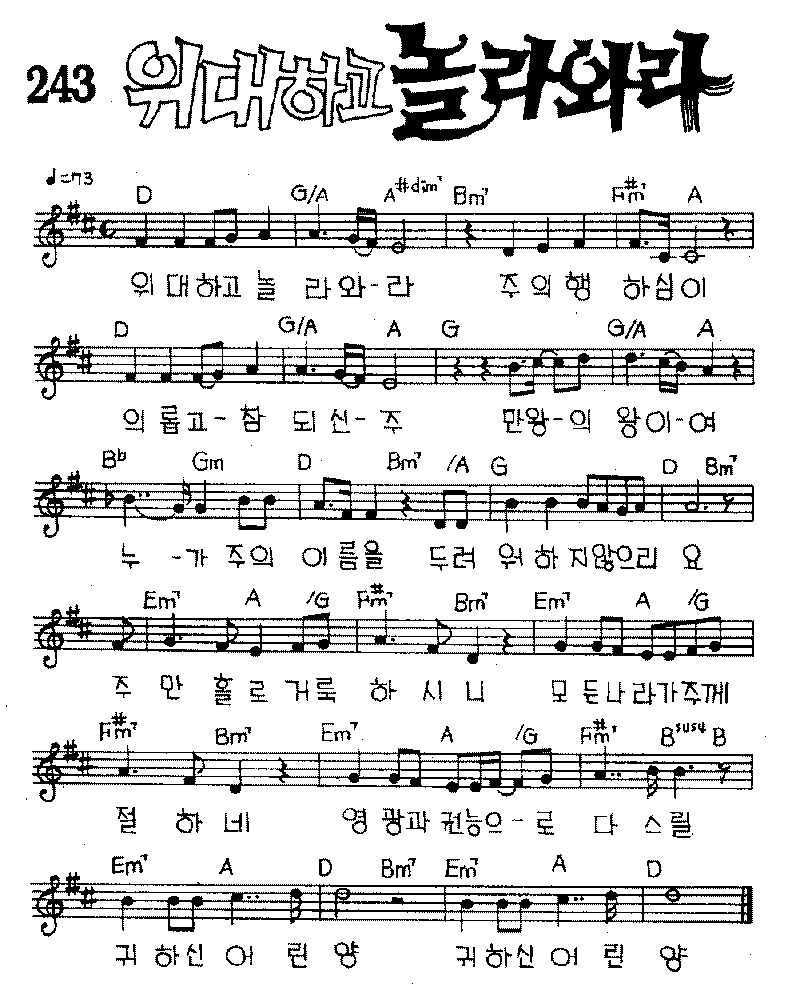 243 위대하고 놀라와라
♩=73
D G/A A#dim7 Bm7 F#m7 A
위 대 하고 놀 라 와 - 라 주 의 행 하 심 이
D G/A A G G/A A
의 롭 고 - 참 되 신 - 주 만 왕 - 의 왕 이 - 여
Bb Gm D Bm7 /A G D Bm7
누 - 가 주 의 이 름 을 두 려 워 하 지 않 으 리 요
Em7 A /G F#m7 Bm7 Em7 A /G
주 만 홀 로 거 룩 하 시 니 모 든 나 라 가 주 께
F#m7 Bm7 Em7 A /G F#m7 Bsus4 B
절 하 네 영 광 과 권 능 으 - 로 다 스 릴
Em7 A D Bm7 Em7 A D
귀 하 신 어 린 양 귀 하 신 어 린 양